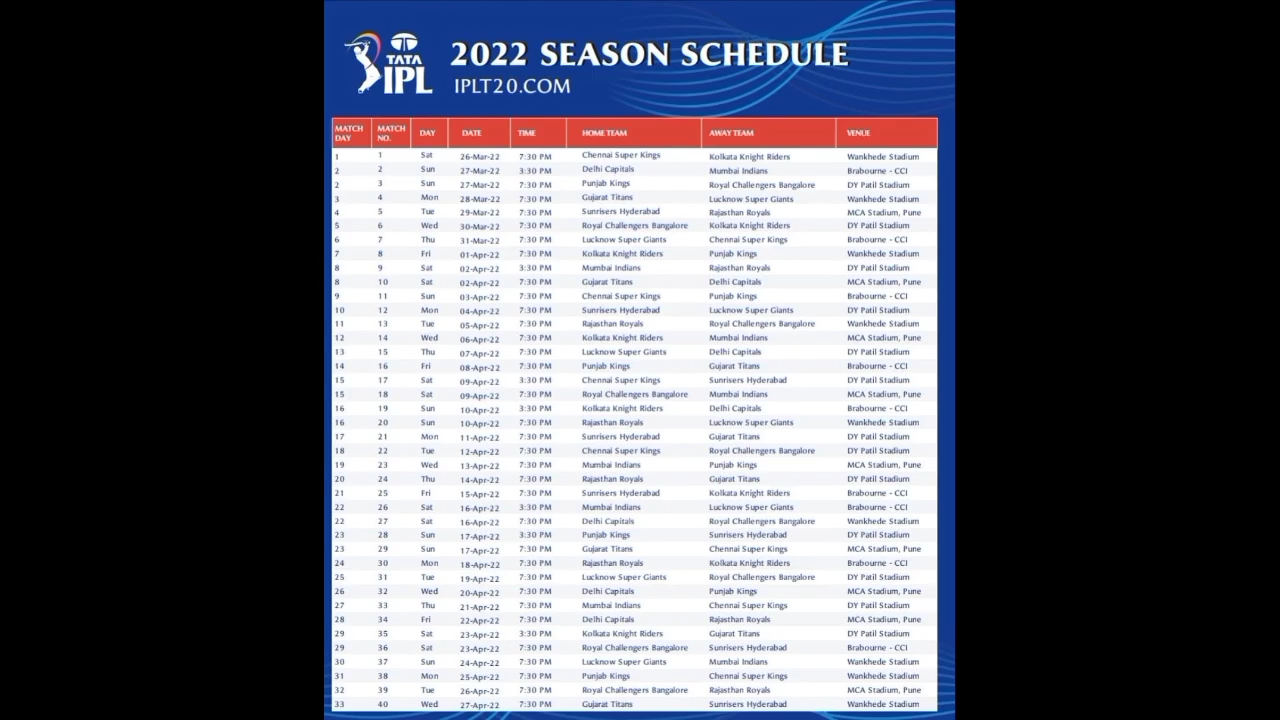 TATA
IPL
2022 SEASON SCHEDULE
IPLT20.COM
MATCH DAY MATCH NO. DAY DATE TIME HOME TEAM AWAY TEAM VENUE
1 1 Sat 26-Mar-22 7:30 PM Chennai Super Kings Kolkata Knight Riders Wankhede Stadium
2 2 Sun 27-Mar-22 3:30 PM Delhi Capitals Mumbai Indians Brabourne - CCI
2 3 Sun 27-Mar-22 7:30 PM Punjab Kings Royal Challengers Bangalore DY Patil Stadium
3 4 Mon 28-Mar-22 7:30 PM Gujarat Titans Lucknow Super Giants Wankhede Stadium
4 5 Tue 29-Mar-22 7:30 PM Sunrisers Hyderabad Rajasthan Royals MCA Stadium, Pune
5 6 Wed 30-Mar-22 7:30 PM Royal Challengers Bangalore Kolkata Knight Riders DY Patil Stadium
6 7 Thu 31-Mar-22 7:30 PM Lucknow Super Giants Chennai Super Kings Brabourne - CCI
7 8 Fri 01-Apr-22 7:30 PM Kolkata Knight Riders Punjab Kings Wankhede Stadium
8 9 Sat 02-Apr-22 3:30 PM Mumbai Indians Rajasthan Royals DY Patil Stadium
8 10 Sat 02-Apr-22 7:30 PM Gujarat Titans Delhi Capitals MCA Stadium, Pune
9 11 Sun 03-Apr-22 7:30 PM Chennai Super Kings Punjab Kings Brabourne - CCI
10 12 Mon 04-Apr-22 7:30 PM Sunrisers Hyderabad Lucknow Super Giants DY Patil Stadium
11 13 Tue 05-Apr-22 7:30 PM Rajasthan Royals Royal Challengers Bangalore Wankhede Stadium
12 14 Wed 06-Apr-22 7:30 PM Kolkata Knight Riders Mumbai Indians MCA Stadium, Pune
13 15 Thu 07-Apr-22 7:30 PM Lucknow Super Giants Delhi Capitals DY Patil Stadium
14 16 Fri 08-Apr-22 7:30 PM Punjab Kings Gujarat Titans Brabourne - CCI
15 17 Sat 09-Apr-22 3:30 PM Chennai Super Kings Sunrisers Hyderabad DY Patil Stadium
15 18 Sat 09-Apr-22 7:30 PM Royal Challengers Bangalore Mumbai Indians MCA Stadium, Pune
16 19 Sun 10-Apr-22 3:30 PM Kolkata Knight Riders Delhi Capitals Brabourne - CCI
16 20 Sun 10-Apr-22 7:30 PM Rajasthan Royals Lucknow Super Giants Wankhede Stadium
17 21 Mon 11-Apr-22 7:30 PM Sunrisers Hyderabad Gujarat Titans DY Patil Stadium
18 22 Tue 12-Apr-22 7:30 PM Chennai Super Kings Royal Challengers Bangalore DY Patil Stadium
19 23 Wed 13-Apr-22 7:30 PM Mumbai Indians Punjab Kings MCA Stadium, Pune
20 24 Thu 14-Apr-22 7:30 PM Rajasthan Royals Gujarat Titans DY Patil Stadium
21 25 Fri 15-Apr-22 7:30 PM Sunrisers Hyderabad Kolkata Knight Riders Brabourne - CCI
22 26 Sat 16-Apr-22 3:30 PM Mumbai Indians Lucknow Super Giants Brabourne - CCI
22 27 Sat 16-Apr-22 7:30 PM Delhi Capitals Royal Challengers Bangalore Wankhede Stadium
23 28 Sun 17-Apr-22 3:30 PM Punjab Kings Sunrisers Hyderabad DY Patil Stadium
23 29 Sun 17-Apr-22 7:30 PM Gujarat Titans Chennai Super Kings MCA Stadium, Pune
24 30 Mon 18-Apr-22 7:30 PM Rajasthan Royals Kolkata Knight Riders Brabourne - CCI
25 31 Tue 19-Apr-22 7:30 PM Lucknow Super Giants Royal Challengers Bangalore DY Patil Stadium
26 32 Wed 20-Apr-22 7:30 PM Delhi Capitals Punjab Kings MCA Stadium, Pune
27 33 Thu 21-Apr-22 7:30 PM Mumbai Indians Chennai Super Kings DY Patil Stadium
28 34 Fri 22-Apr-22 7:30 PM Delhi Capitals Rajasthan Royals MCA Stadium, Pune
29 35 Sat 23-Apr-22 3:30 PM Kolkata Knight Riders Gujarat Titans DY Patil Stadium
29 36 Sat 23-Apr-22 7:30 PM Royal Challengers Bangalore Sunrisers Hyderabad Brabourne - CCI
30 37 Sun 24-Apr-22 7:30 PM Lucknow Super Giants Mumbai Indians Wankhede Stadium
31 38 Mon 25-Apr-22 7:30 PM Punjab Kings Chennai Super Kings Wankhede Stadium
32 39 Tue 26-Apr-22 7:30 PM Royal Challengers Bangalore Rajasthan Royals MCA Stadium, Pune
33 40 Wed 27-Apr-22 7:30 PM Gujarat Titans Sunrisers Hyderabad Wankhede Stadium